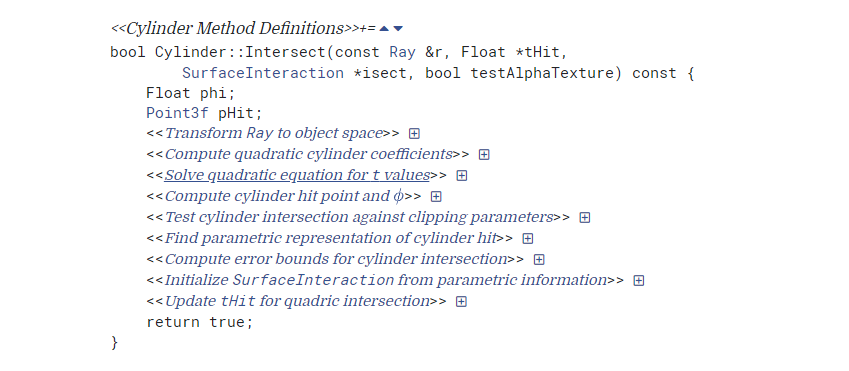 <<Cylinder Method Definitions>>+=
bool Cylinder::Intersect(const Ray &r, Float *tHit,
SurfaceInteraction *isect, bool testAlphaTexture) const {
Float phi;
Point3f pHit;
<<Transform Ray to object space>>
<<Compute quadratic cylinder coefficients>>
<<Solve quadratic equation for t values>>
<<Compute cylinder hit point and ϕ>>
<<Test cylinder intersection against clipping parameters>>
<<Find parametric representation of cylinder hit>>
<<Compute error bounds for cylinder intersection>>
<<Initialize SurfaceInteraction from parametric information>>
<<Update tHit for quadric intersection>>
return true;
}